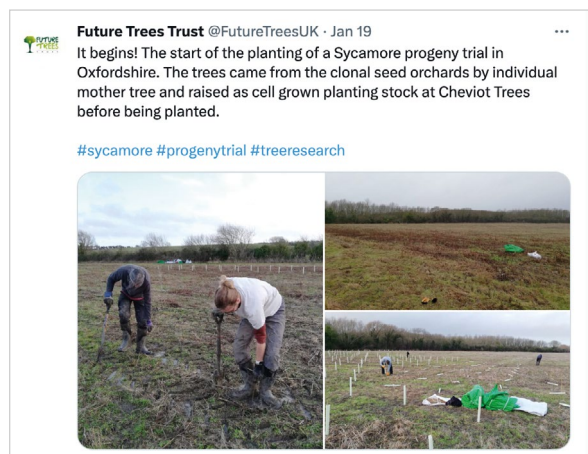 FUTURE
TREES
Future Trees Trust @FutureTreesUK · Jan 19
It begins! The start of the planting of a Sycamore progeny trial in
Oxfordshire. The trees came from the clonal seed orchards by individual
mother tree and raised as cell grown planting stock at Cheviot Trees
before being planted.
#sycamore #progenytrial #treeresearch